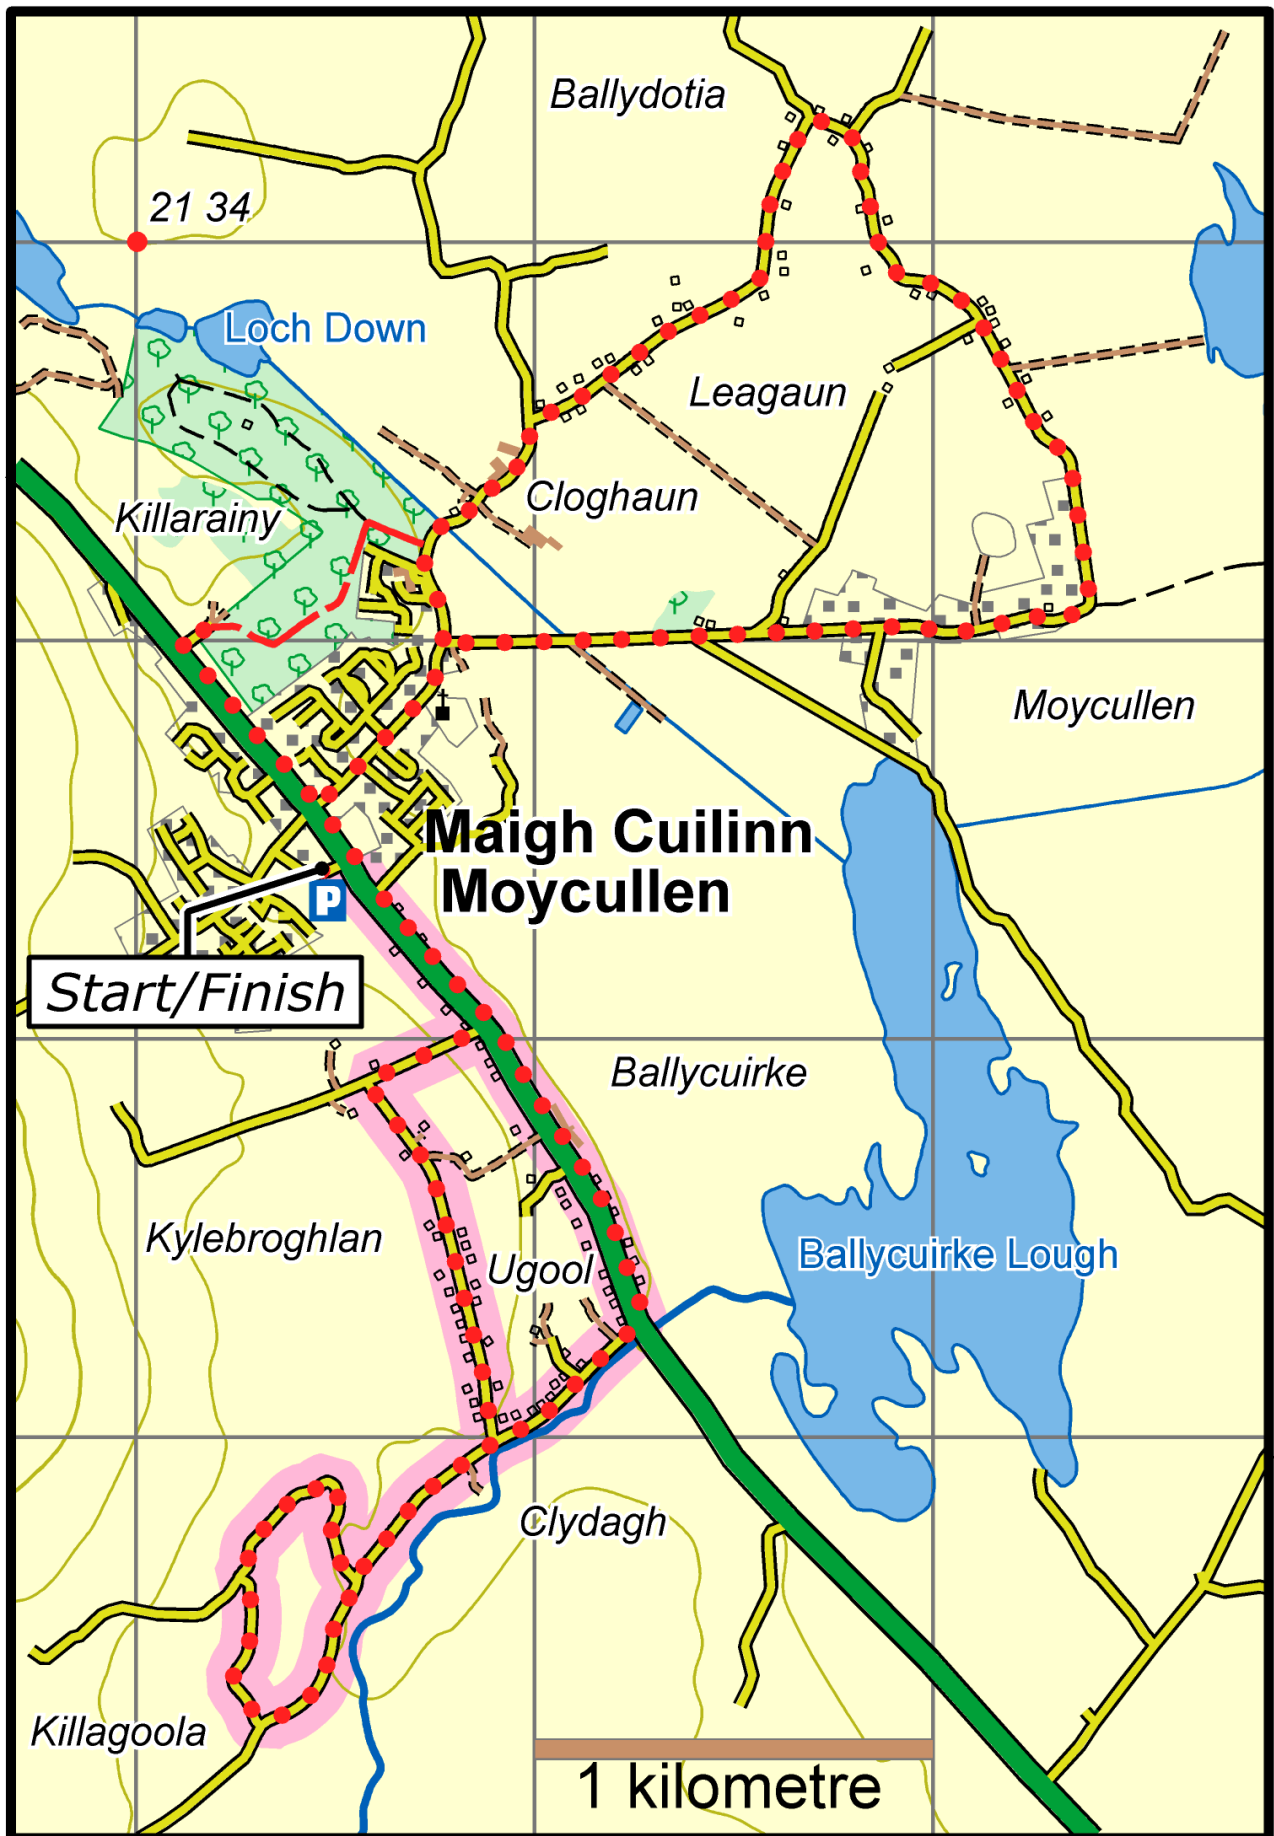 Ballydotia
21 34
Loch Down
Leagaun
Cloghaun
Killarainy
Moycullen
Maigh Cuilinn
Moycullen
P
Start/Finish
Ballycuirke
Kylebroghlan
Ugool
Ballycuirke Lough
Clydagh
Killagoola
1 kilometre